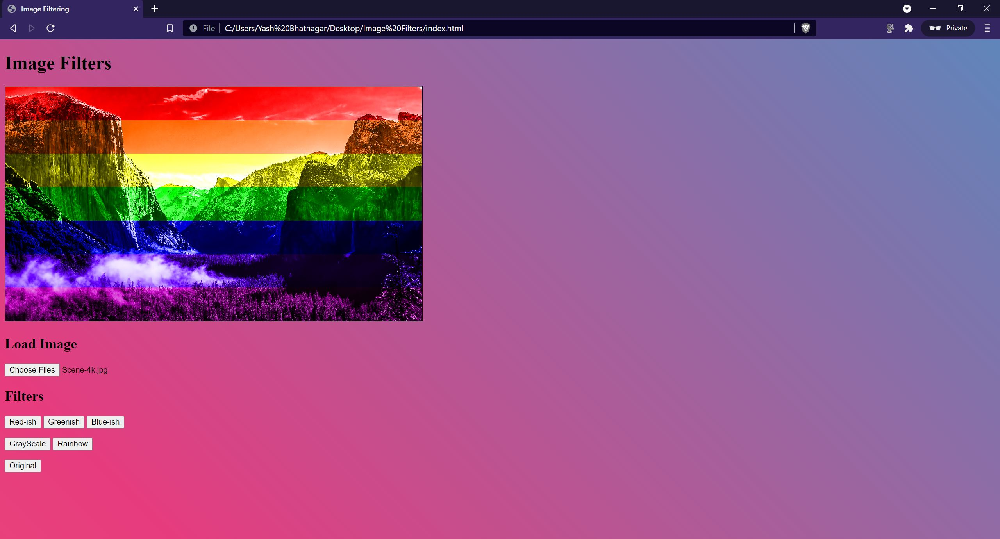 Image Filtering
File C:/Users/Yash%20Bhatnagar/Desktop/Image%20Filters/index.html Private
Image Filters
Load Image
Choose Files Scene-4k.jpg
Filters
Red-ish Greenish Blue-ish
GrayScale Rainbow
Original